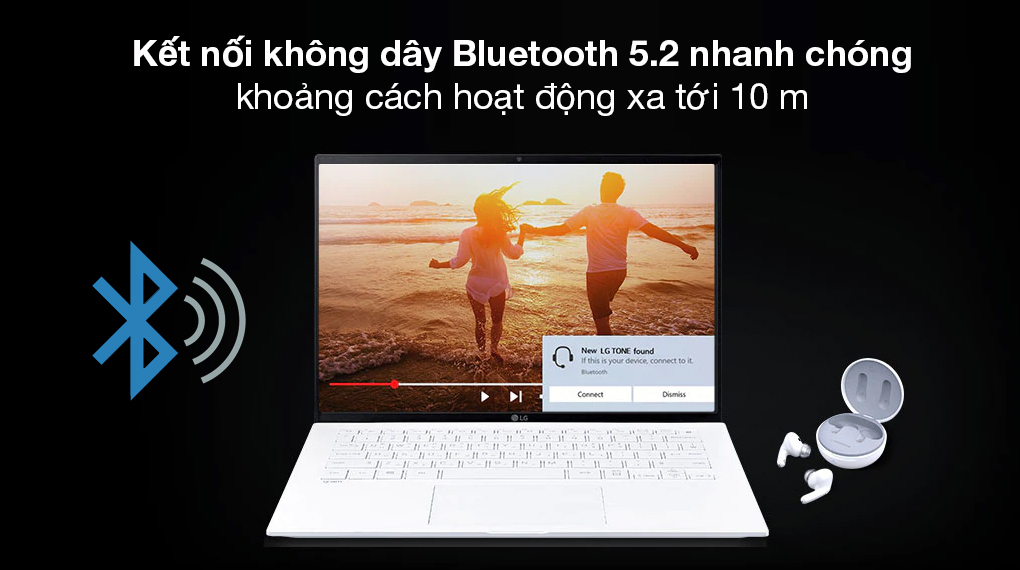 Kết nối không dây Bluetooth 5.2 nhanh chóng
khoảng cách hoạt động xa tới 10 m
New LG TONE found
If this is your device, connect to it.
Bluetooth
Connect
Dismiss
LG
gram